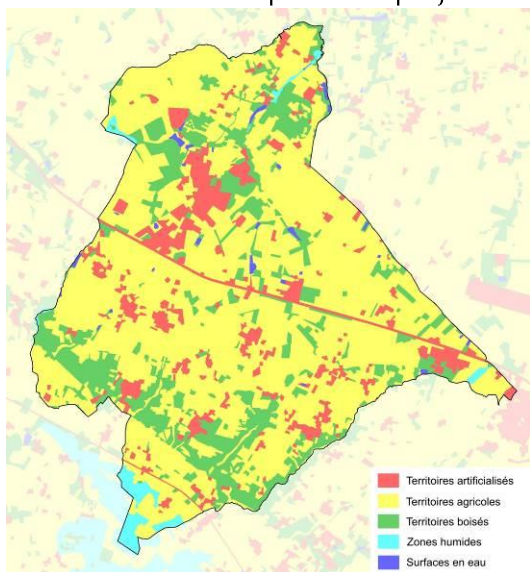 Territoires artificialisés
Territoires agricoles
Territoires boisés
Zones humides
Surfaces en eau